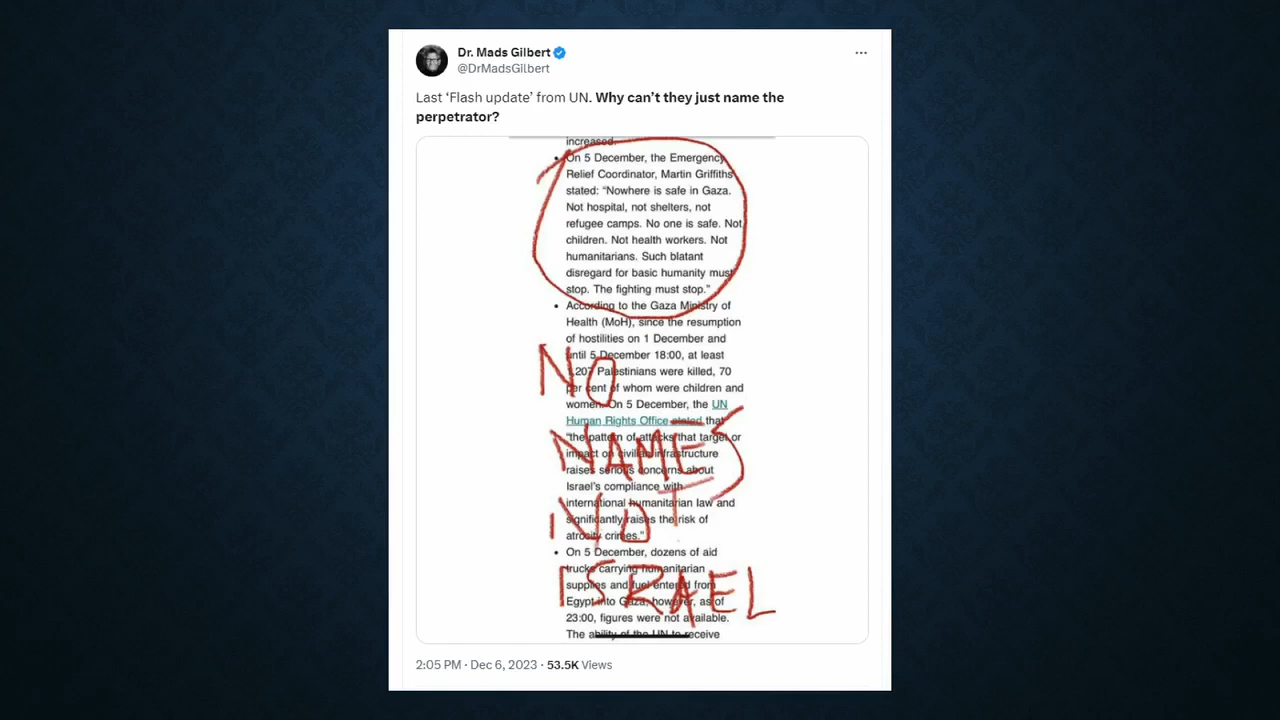 Dr. Mads Gilbert
@DrMadsGilbert
Last ‘Flash update’ from UN. Why can’t they just name the
perpetrator?
increased.
• On 5 December, the Emergency
Relief Coordinator, Martin Griffiths
stated: “Nowhere is safe in Gaza.
Not hospital, not shelters, not
refugee camps. No one is safe. Not
children. Not health workers. Not
humanitarians. Such blatant
disregard for basic humanity must
stop. The fighting must stop.”
• According to the Gaza Ministry of
Health (MoH), since the resumption
of hostilities on 1 December and
until 5 December 18:00, at least
1,207 Palestinians were killed, 70
per cent of whom were children and
women. On 5 December, the UN
Human Rights Office stated that
“the pattern of attacks that target or
impact on civilian infrastructure
raises serious concerns about
Israel’s compliance with
international humanitarian law and
significantly raises the risk of
atrocity crimes.”
• On 5 December, dozens of aid
trucks carrying humanitarian
supplies and fuel entered from
Egypt into Gaza; however, as of
23:00, figures were not available.
The ability of the UN to receive
NO
NAMES
NOT
ISRAEL
2:05 PM · Dec 6, 2023 · 53.5K Views